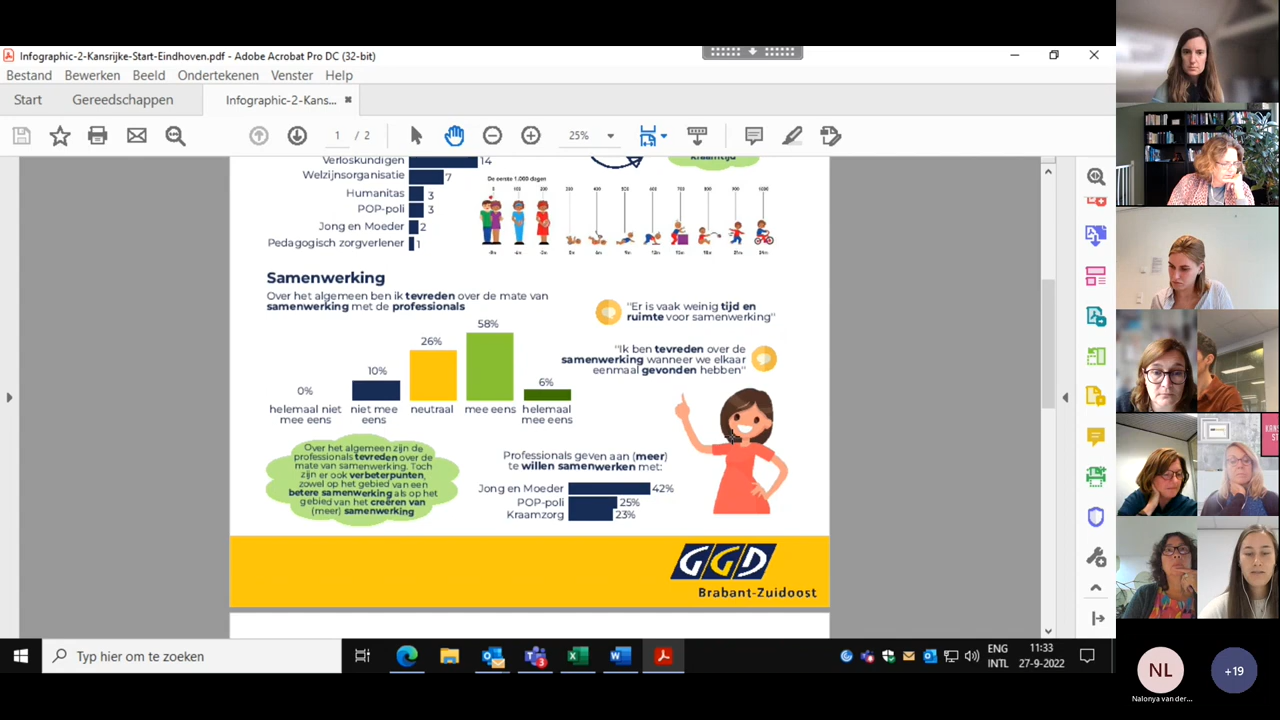 Infographic-2-Kansrijke-Start-Eindhoven.pdf - Adobe Acrobat Pro DC (32-bit)
Bestand Bewerken Beeld Ondertekenen Venster Help
Start Gereedschappen Infographic-2-Kans...
1 / 2 25%
Verloskundigen 14
Welzijnsorganisatie 7
Humanitas 3
POP-poli 3
Jong en Moeder 2
Pedagogisch zorgverlener 1
Kraamtijd
De eerste 1.000 dagen
Samenwerking
Over het algemeen ben ik tevreden over de mate van
samenwerking met de professionals
0% 10% 26% 58% 6%
helemaal niet mee eens
niet mee eens
neutraal
mee eens
helemaal mee eens
"Er is vaak weinig tijd en
ruimte voor samenwerking"
"Ik ben tevreden over de
samenwerking wanneer we elkaar
eenmaal gevonden hebben"
Over het algemeen zijn de
professionals tevreden over de
mate van samenwerking. Toch
zijn er ook verbeterpunten,
zowel op het gebied van een
betere samenwerking als op het
gebied van het creëren van
(meer) samenwerking
Professionals geven aan (meer)
te willen samenwerken met:
Jong en Moeder 42%
POP-poli 25%
Kraamzorg 23%
GGD
Brabant-Zuidoost
Typ hier om te zoeken
ENG
INTL
11:33
27-9-2022
NL
Nalonya van der...
+19